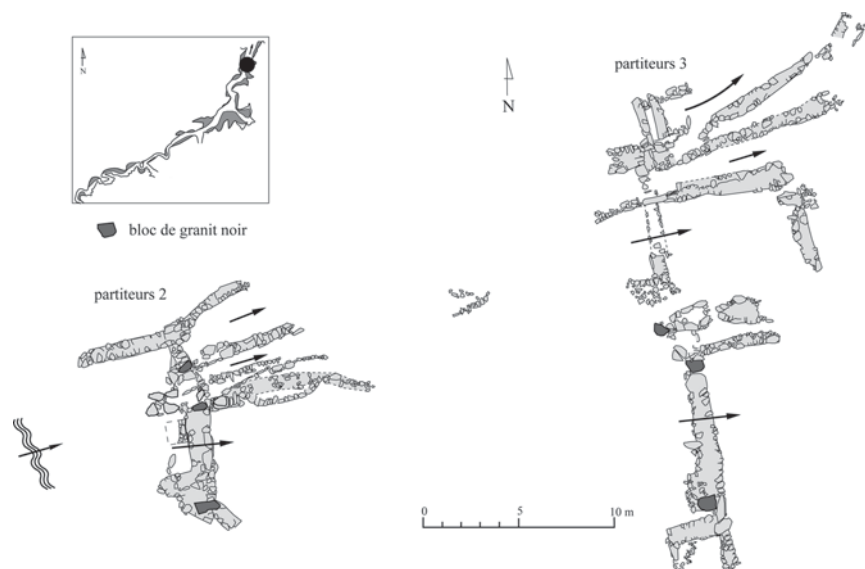 N
bloc de granit noir
partiteurs 2
N
partiteurs 3
0 5 10 m